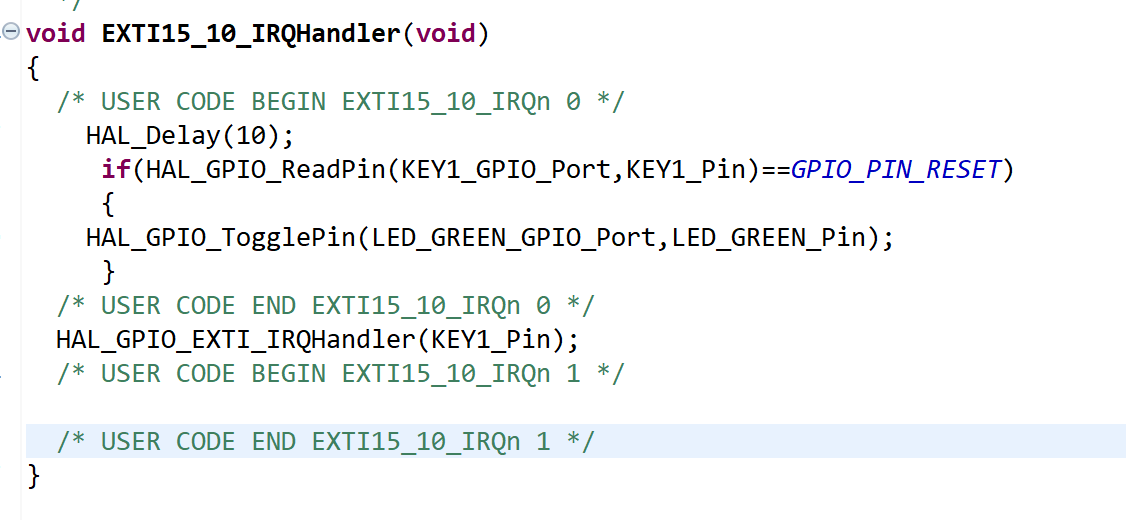 */
void EXTI15_10_IRQHandler(void)
{
/* USER CODE BEGIN EXTI15_10_IRQn 0 */
HAL_Delay(10);
if(HAL_GPIO_ReadPin(KEY1_GPIO_Port,KEY1_Pin)==GPIO_PIN_RESET)
{
HAL_GPIO_TogglePin(LED_GREEN_GPIO_Port,LED_GREEN_Pin);
}
/* USER CODE END EXTI15_10_IRQn 0 */
HAL_GPIO_EXTI_IRQHandler(KEY1_Pin);
/* USER CODE BEGIN EXTI15_10_IRQn 1 */
/* USER CODE END EXTI15_10_IRQn 1 */
}